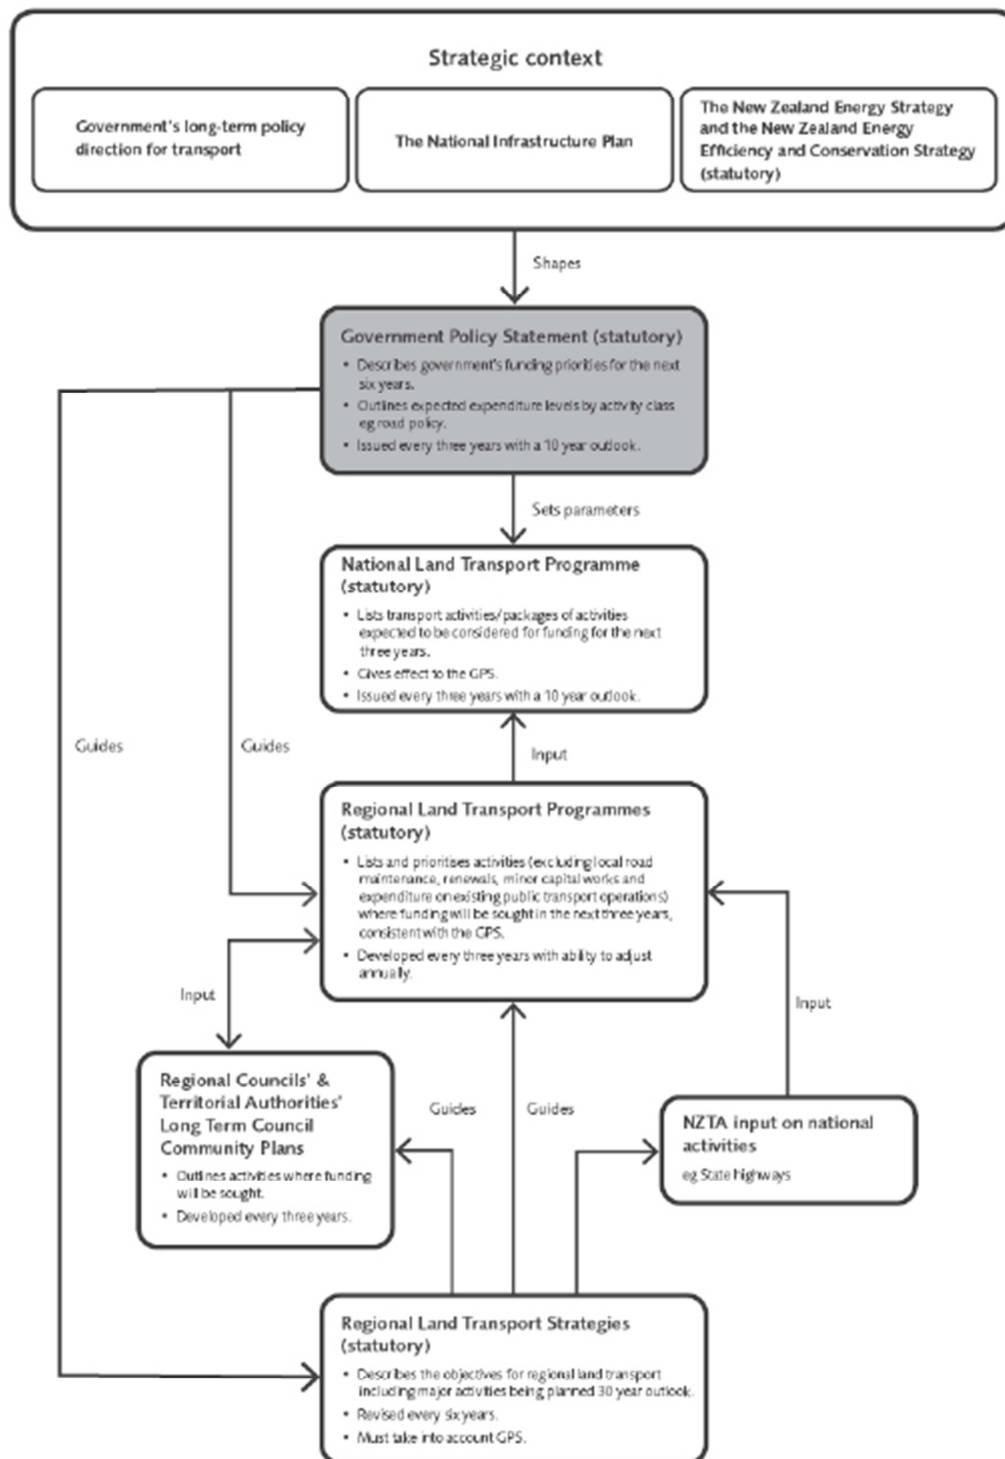 Strategic context
Government's long-term policy
direction for transport
The National Infrastructure Plan
The New Zealand Energy Strategy
and the New Zealand Energy
Efficiency and Conservation Strategy
(statutory)
Shapes
Government Policy Statement (statutory)
• Describes government's funding priorities for the next
six years.
• Outlines expected expenditure levels by activity class
eg road policy.
• Issued every three years with a 10 year outlook.
Sets parameters
National Land Transport Programme
(statutory)
• Lists transport activities/packages of activities
expected to be considered for funding for the next
three years.
• Gives effect to the GPS.
• Issued every three years with a 10 year outlook.
Guides
Guides
Input
Regional Land Transport Programmes
(statutory)
• Lists and prioritises activities (excluding local road
maintenance, renewals, minor capital works and
expenditure on existing public transport operations)
where funding will be sought in the next three years,
consistent with the GPS.
• Developed every three years with ability to adjust
annually.
Input
Input
Regional Councils' &
Territorial Authorities'
Long Term Council
Community Plans
• Outlines activities where funding
will be sought.
• Developed every three years.
Guides
Guides
NZTA input on national
activities
eg State highways
Regional Land Transport Strategies
(statutory)
• Describes the objectives for regional land transport
including major activities being planned 30 year outlook.
• Revised every six years.
• Must take into account GPS.